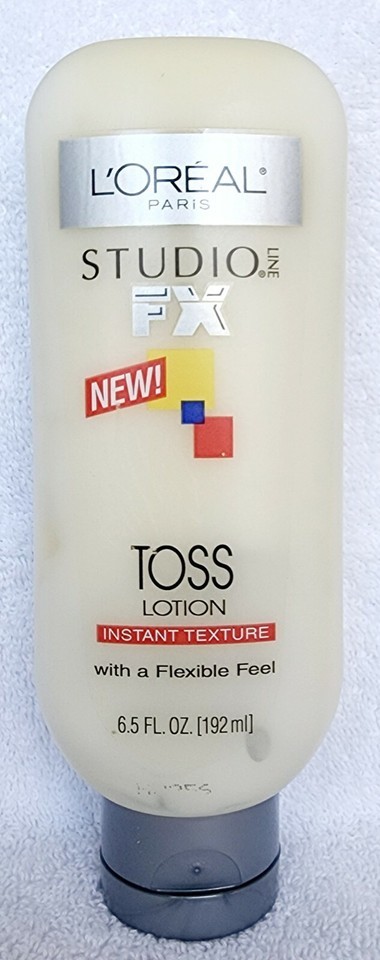 L'ORÉAL®
PARiS
STUDIO® LINE
FX
NEW!
TOSS
LOTION
INSTANT TEXTURE
with a Flexible Feel
6.5 FL. OZ. [192 ml]